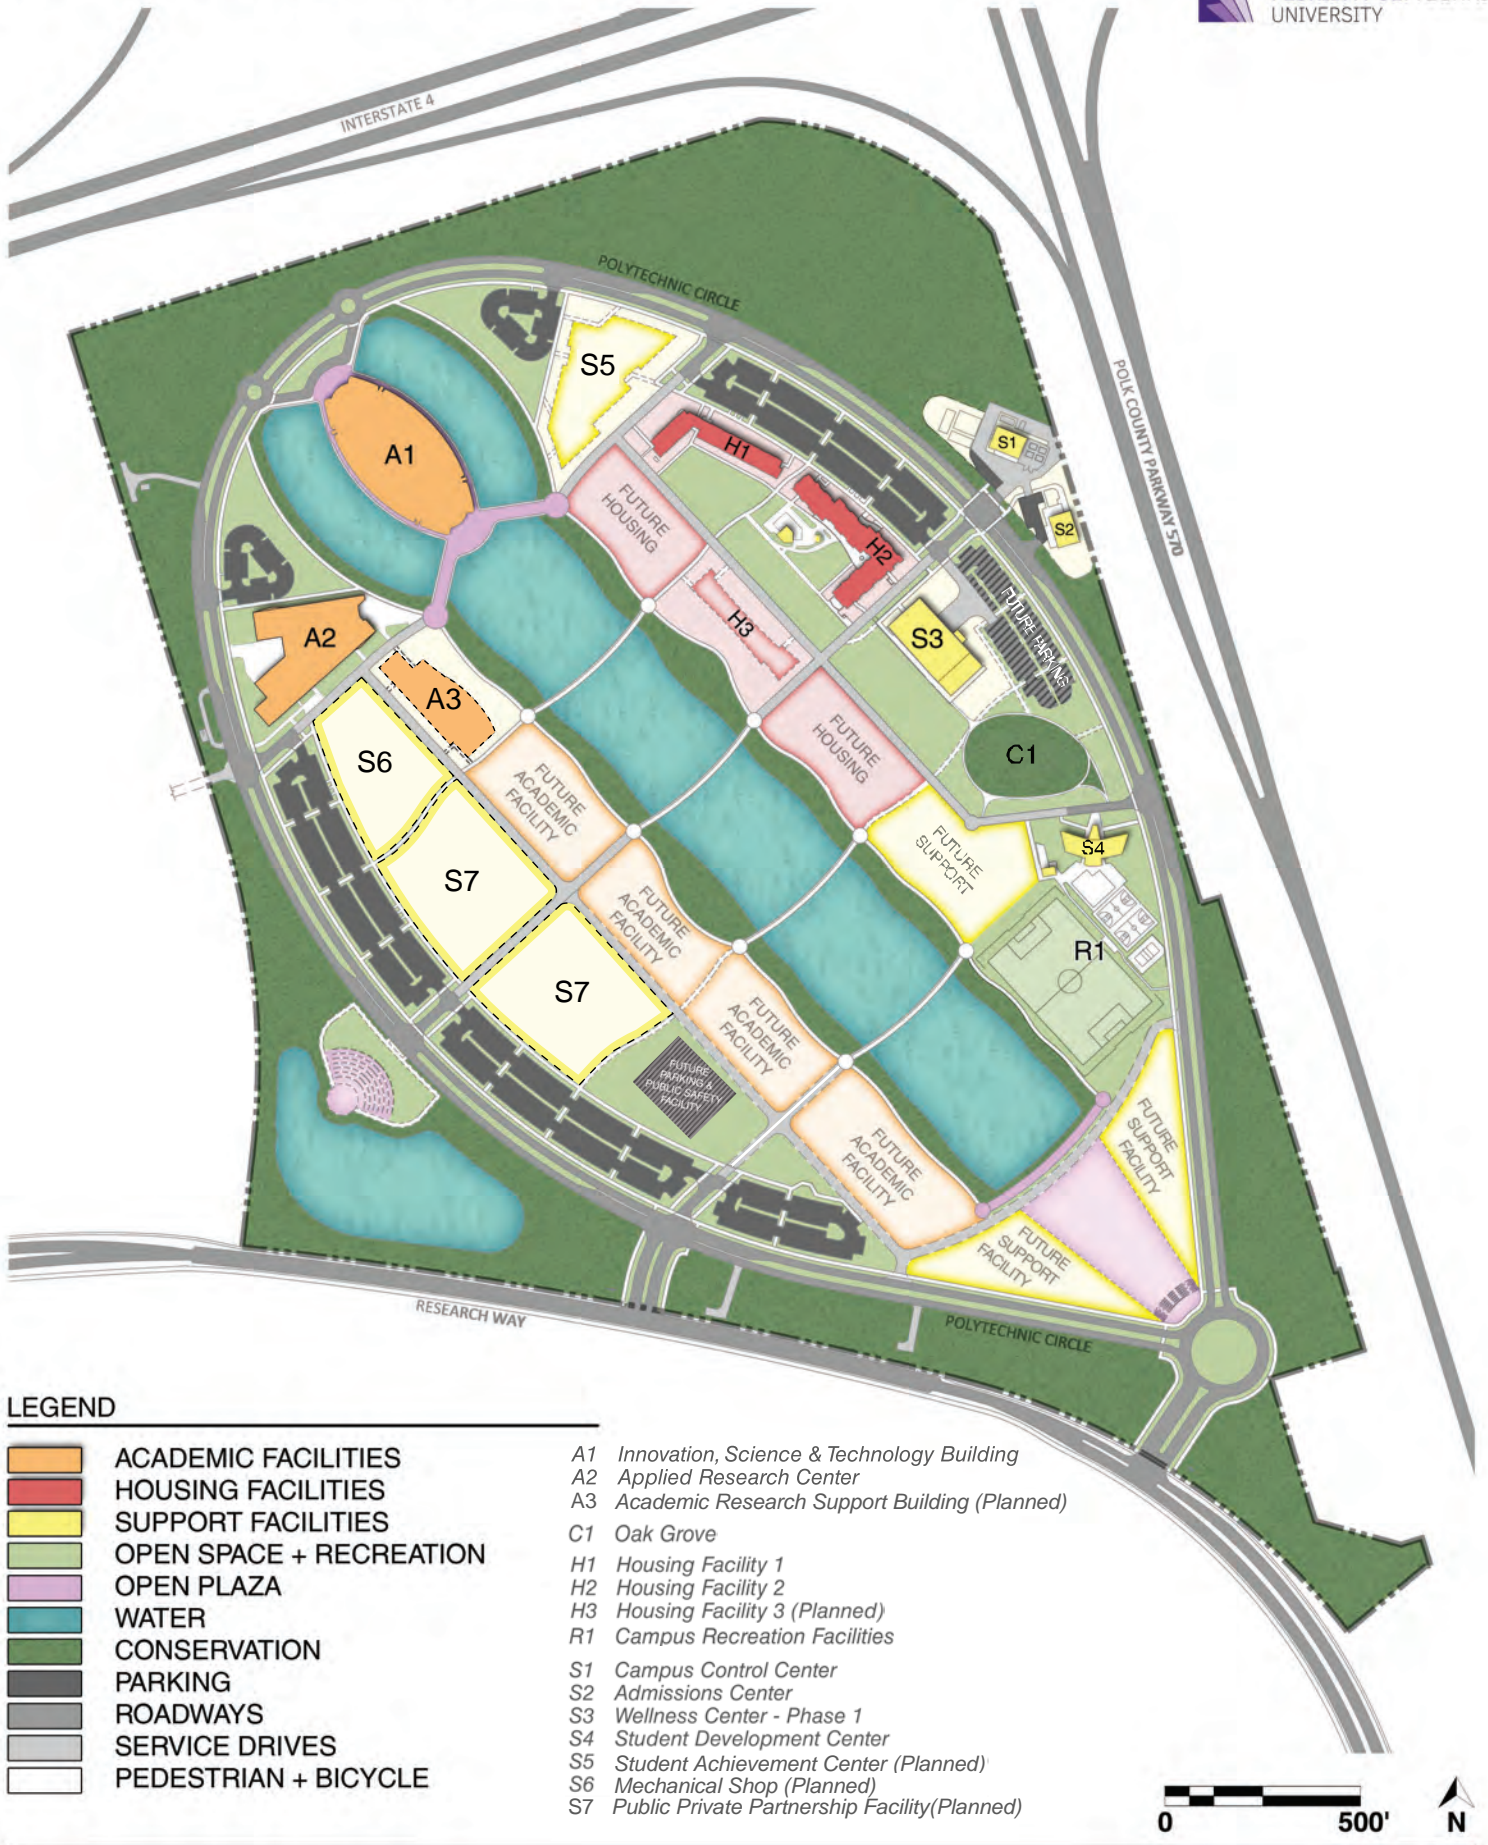 UNIVERSITY
INTERSTATE 4
POLYTECHNIC CIRCLE
POLK COUNTY PARKWAY 570
S5
A1
H1
S1
S2
FUTURE
HOUSING
H2
H3
A2
A3
S3
FUTURE PARKING
C1
S6
FUTURE
HOUSING
FUTURE
ACADEMIC
FACILITY
S7
FUTURE
SUPPORT
S4
R1
FUTURE
ACADEMIC
FACILITY
S7
FUTURE
ACADEMIC
FACILITY
FUTURE
PARKING &
PUBLIC SAFETY
FACILITY
FUTURE
ACADEMIC
FACILITY
FUTURE
SUPPORT
FACILITY
FUTURE
SUPPORT
FACILITY
RESEARCH WAY
POLYTECHNIC CIRCLE
LEGEND
ACADEMIC FACILITIES
HOUSING FACILITIES
SUPPORT FACILITIES
OPEN SPACE + RECREATION
OPEN PLAZA
WATER
CONSERVATION
PARKING
ROADWAYS
SERVICE DRIVES
PEDESTRIAN + BICYCLE
A1 Innovation, Science & Technology Building
A2 Applied Research Center
A3 Academic Research Support Building (Planned)
C1 Oak Grove
H1 Housing Facility 1
H2 Housing Facility 2
H3 Housing Facility 3 (Planned)
R1 Campus Recreation Facilities
S1 Campus Control Center
S2 Admissions Center
S3 Wellness Center - Phase 1
S4 Student Development Center
S5 Student Achievement Center (Planned)
S6 Mechanical Shop (Planned)
S7 Public Private Partnership Facility(Planned)
0 500'
N